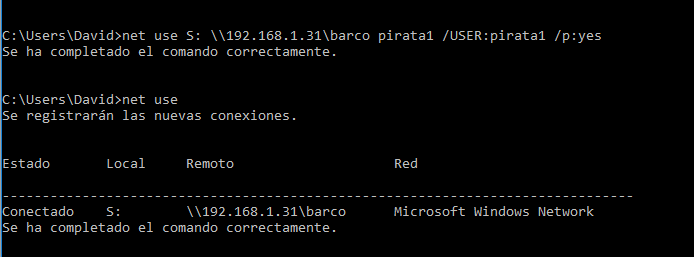 C:\Users\David>net use S: \\192.168.1.31\barco pirata1 /USER:pirata1 /p:yes
Se ha completado el comando correctamente.
C:\Users\David>net use
Se registrarán las nuevas conexiones.
Estado Local Remoto Red
-------------------------------------------------------------------------------
Conectado S: \\192.168.1.31\barco Microsoft Windows Network
Se ha completado el comando correctamente.